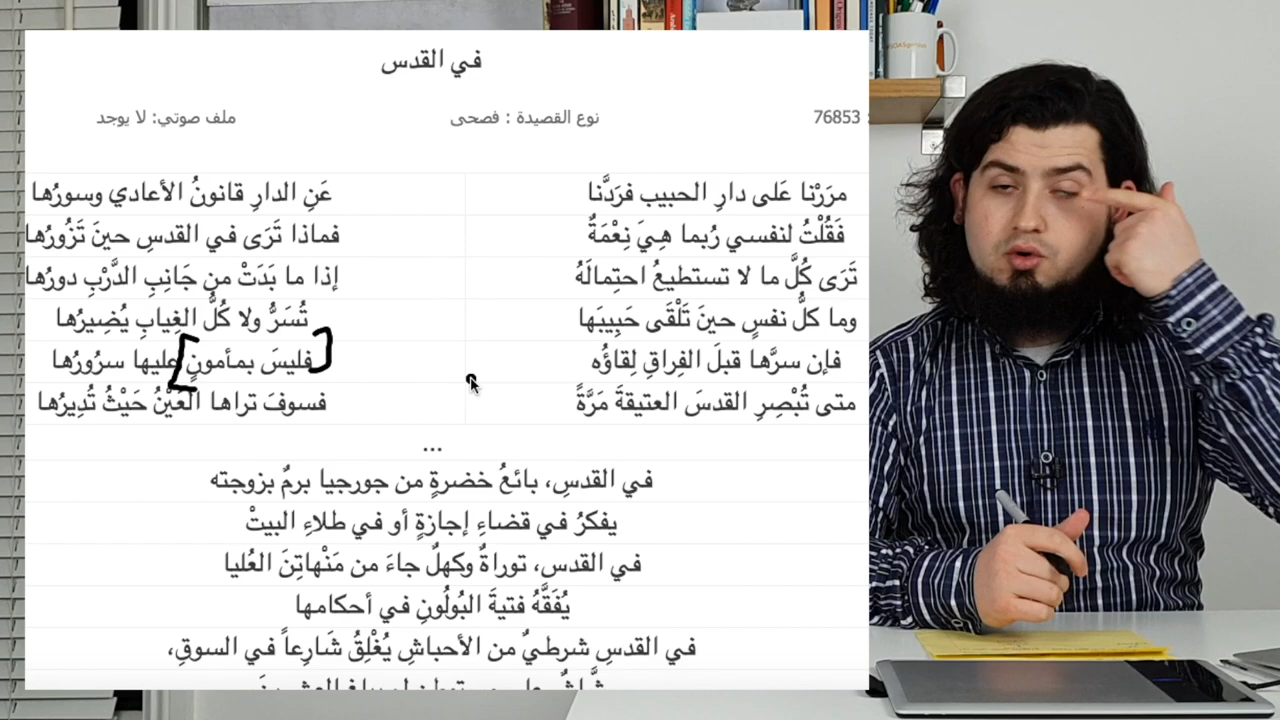 في القدس
76853
نوع القصيدة : فصحى
ملف صوتي: لا يوجد
مرَرْنا عَلى دارِ الحبيب فرَدَّنا عَنِ الدارِ قانونُ الأعادي وسورُها
فَقُلْتُ لنفسي رُبما هِيَ نِعْمَةٌ فماذا تَرَى في القدسِ حينَ تَزُورُها
تَرَى كُلَّ ما لا تستطيعُ احتِمالَهُ إذا ما بَدَتْ من جَانِبِ الدَّرْبِ دورُها
وما كلُّ نفسٍ حينَ تَلْقَى حَبِيبَها تُسَرُّ ولا كُلُّ الغِيابِ يُضِيرُها
فإن سرَّها قبلَ الفِراقِ لِقاؤُه فليسَ بمأمونٍ عليها سرُورُها
متى تُبْصِرِ القدسَ العتيقةَ مَرَّةً فسوفَ تراها العَيْنُ حَيْثُ تُدِيرُها
...
في القدسِ، بائعُ خضرةٍ من جورجيا برمٌ بزوجته
يفكرُ في قضاءِ إجازةٍ أو في طلاءِ البيتْ
في القدس، توراةٌ وكهلٌ جاءَ من مَنْهاتِنَ العُليا
يُفَقَّهُ فتيةَ البُولُونِ في أحكامها
في القدسِ شرطيٌ من الأحباشِ يُغْلِقُ شَارِعاً في السوقِ،